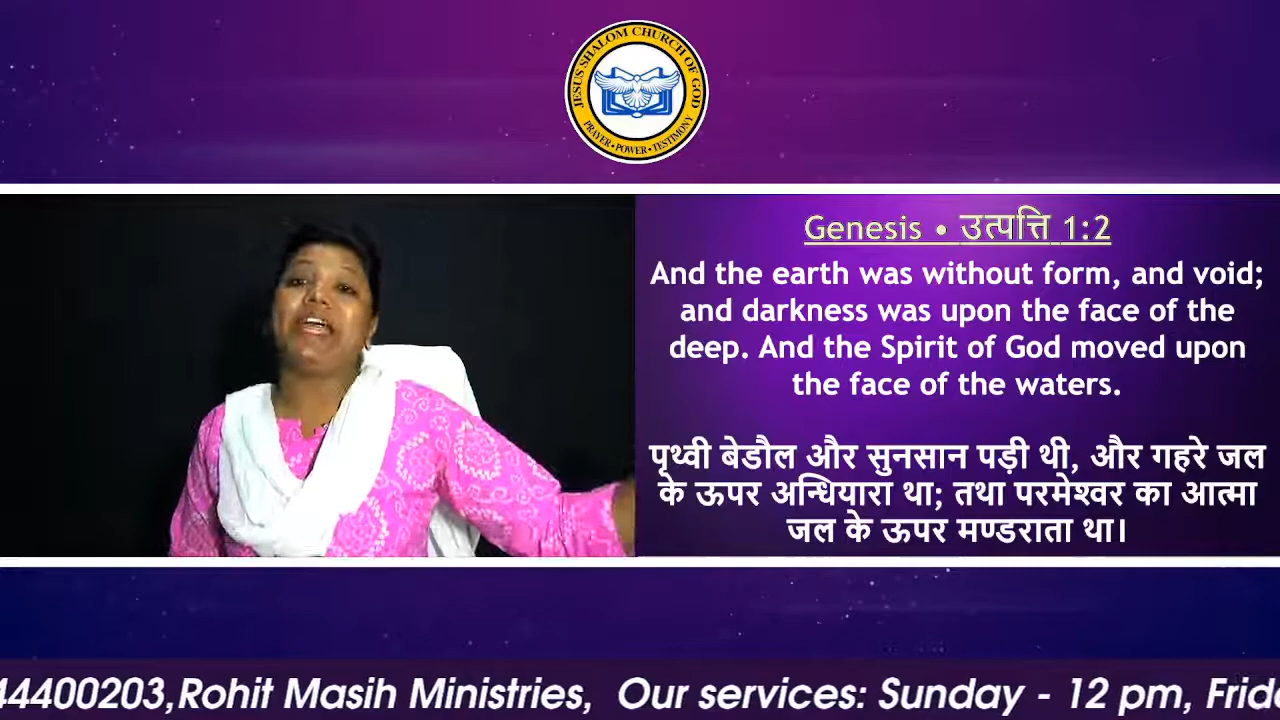 JESUS SHALOM CHURCH OF GOD
PRAYER • POWER • TESTIMONY
Genesis • उत्पत्ति 1:2
And the earth was without form, and void;
and darkness was upon the face of the
deep. And the Spirit of God moved upon
the face of the waters.
पृथ्वी बेडौल और सुनसान पड़ी थी, और गहरे जल
के ऊपर अन्धियारा था; तथा परमेश्वर का आत्मा
जल के ऊपर मण्डराता था।
44400203,Rohit Masih Ministries, Our services: Sunday - 12 pm, Frid